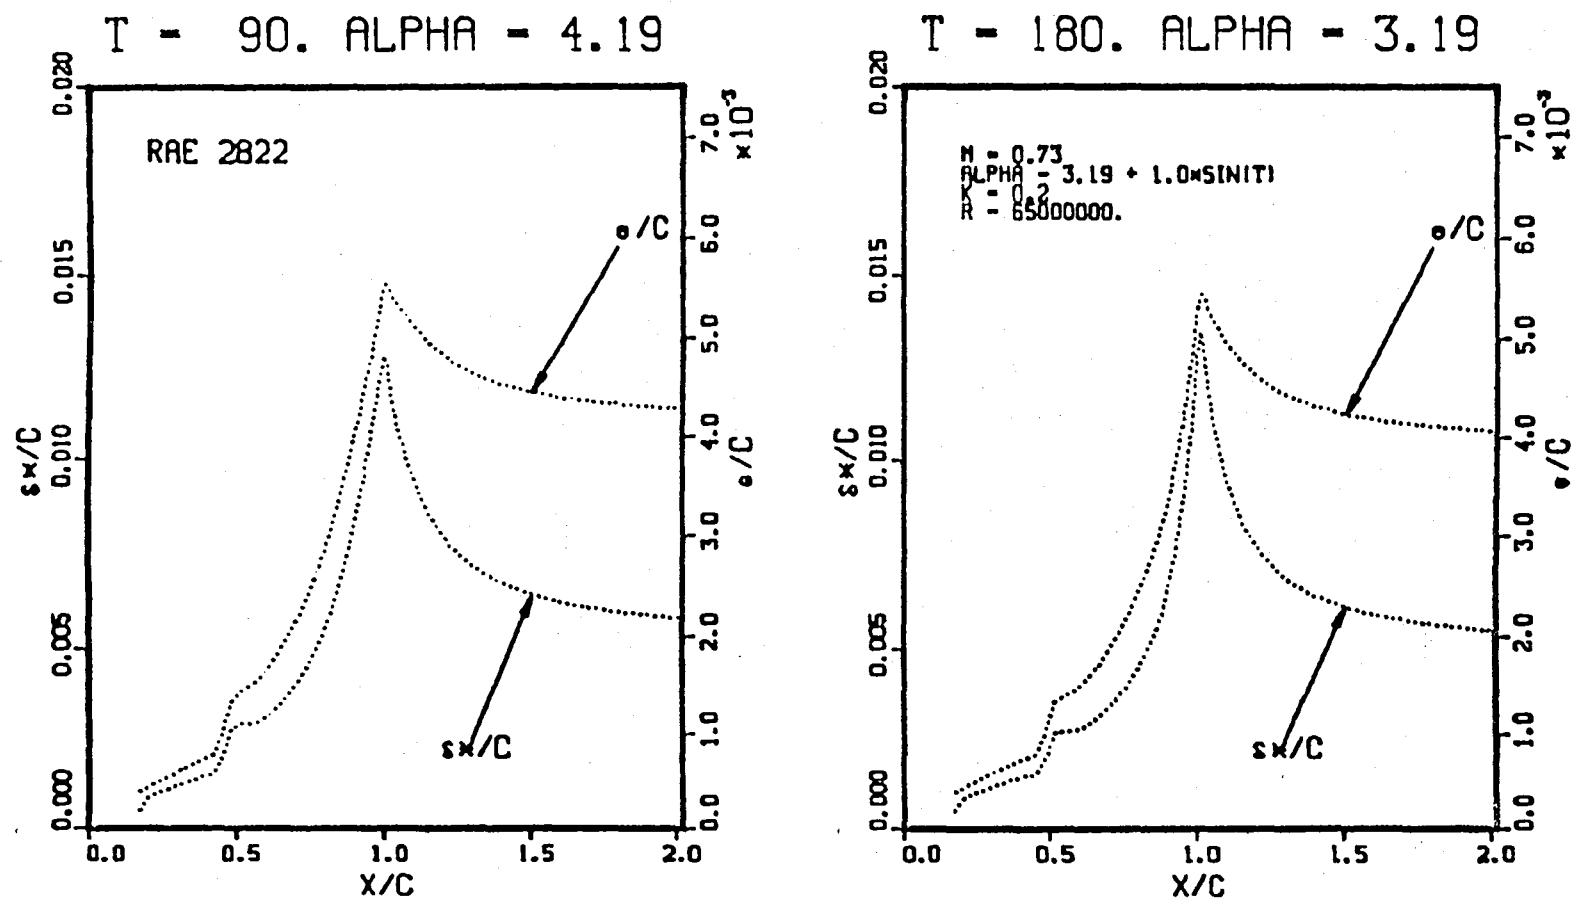 T = 90. ALPHA = 4.19
RAE 2822
0.020
0.015
0.010
0.005
0.000
δ*/C
7.0
6.0
5.0
4.0
3.0
2.0
1.0
0.0
×10⁻³
θ/C
θ/C
δ*/C
0.0 0.5 1.0 1.5 2.0
X/C
T = 180. ALPHA = 3.19
M = 0.73
ALPHA = 3.19 + 1.0*SIN(T)
K = 0.2
R = 65000000.
0.020
0.015
0.010
0.005
0.000
δ*/C
7.0
6.0
5.0
4.0
3.0
2.0
1.0
0.0
×10⁻³
θ/C
θ/C
δ*/C
0.0 0.5 1.0 1.5 2.0
X/C